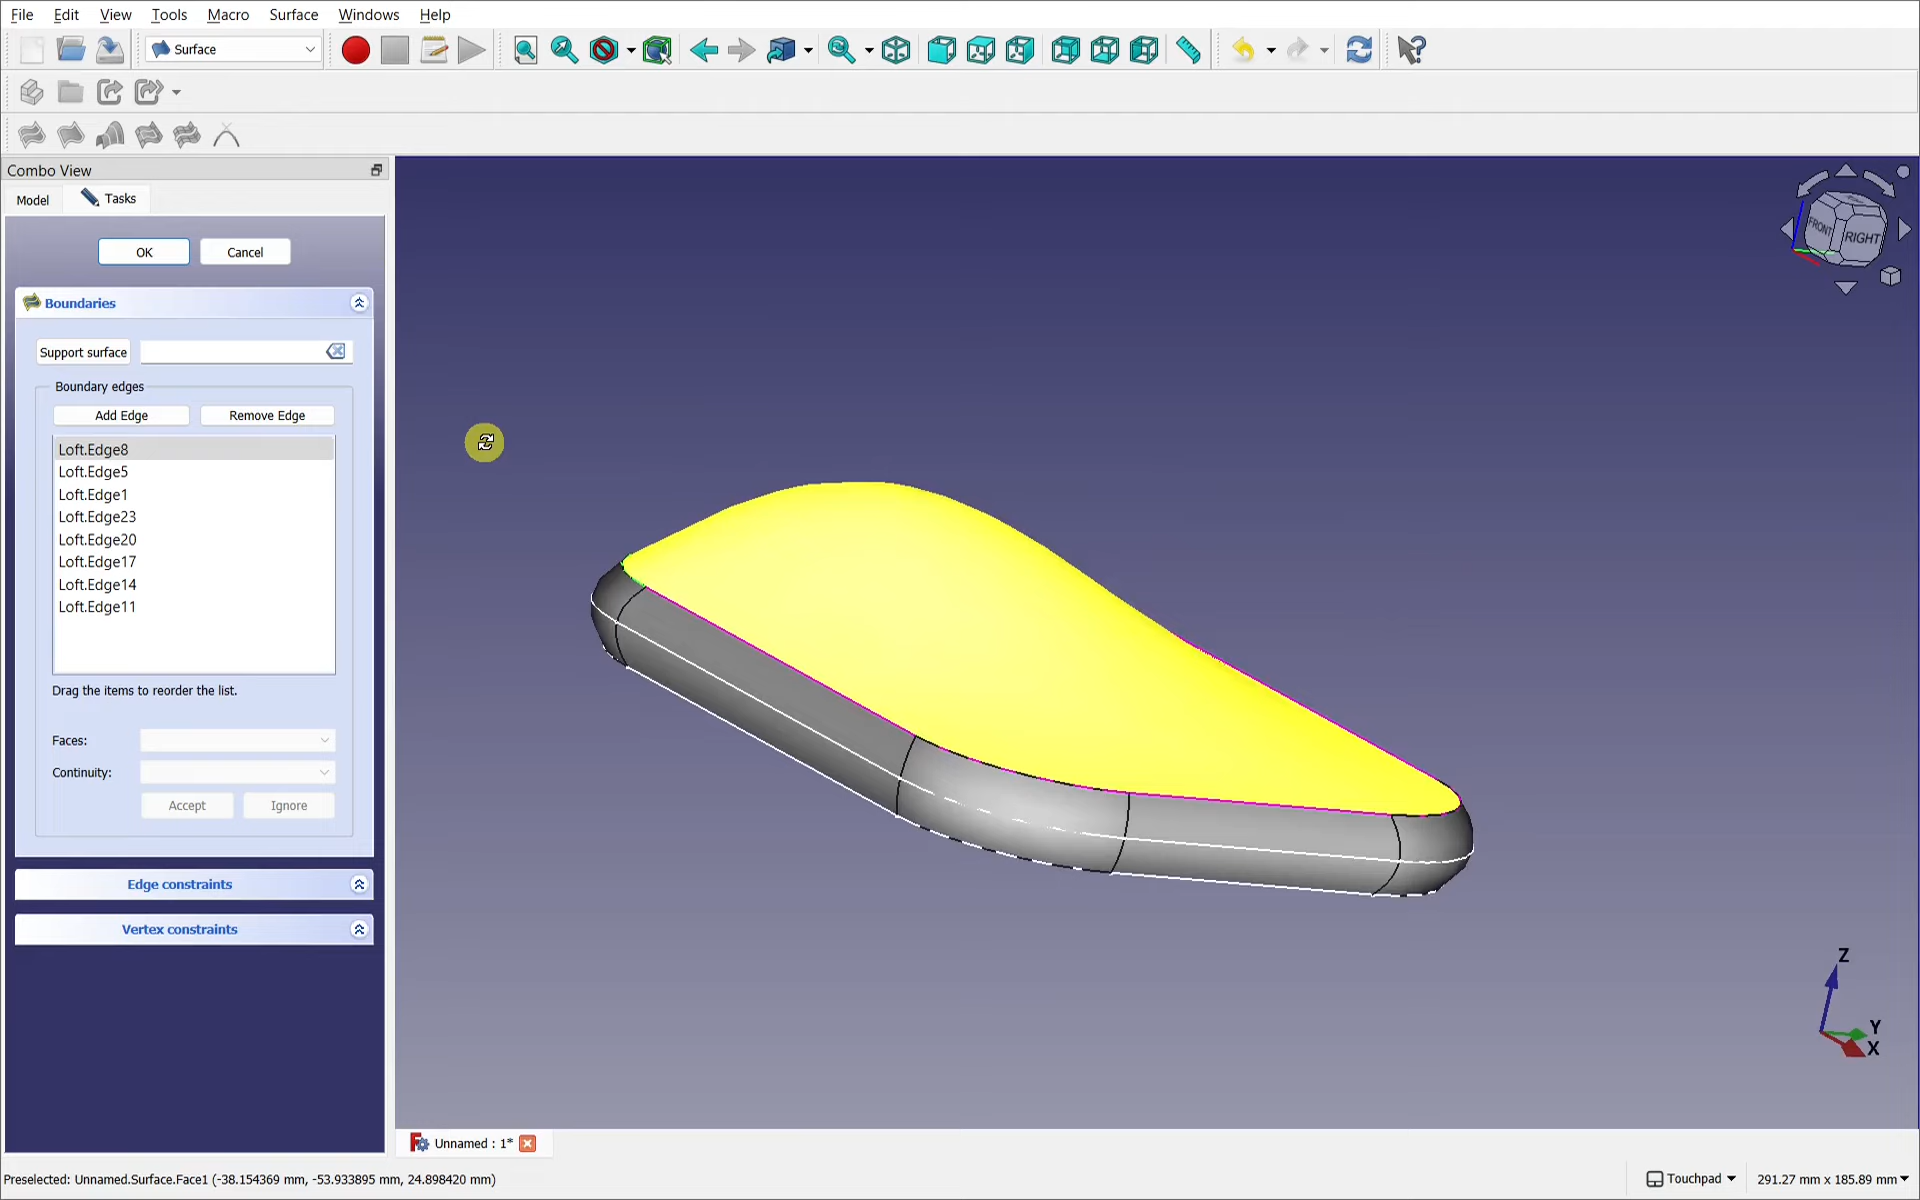 File Edit View Tools Macro Surface Windows Help
Surface
Combo View
Model Tasks
OK Cancel
Boundaries
Support surface
Boundary edges
Add Edge Remove Edge
Loft.Edge8
Loft.Edge5
Loft.Edge1
Loft.Edge23
Loft.Edge20
Loft.Edge17
Loft.Edge14
Loft.Edge11
Drag the items to reorder the list.
Faces:
Continuity:
Accept Ignore
Edge constraints
Vertex constraints
FRONT RIGHT
Z
Y
X
Unnamed : 1*
Preselected: Unnamed.Surface.Face1 (-38.154369 mm, -53.933895 mm, 24.898420 mm)
Touchpad 291.27 mm x 185.89 mm